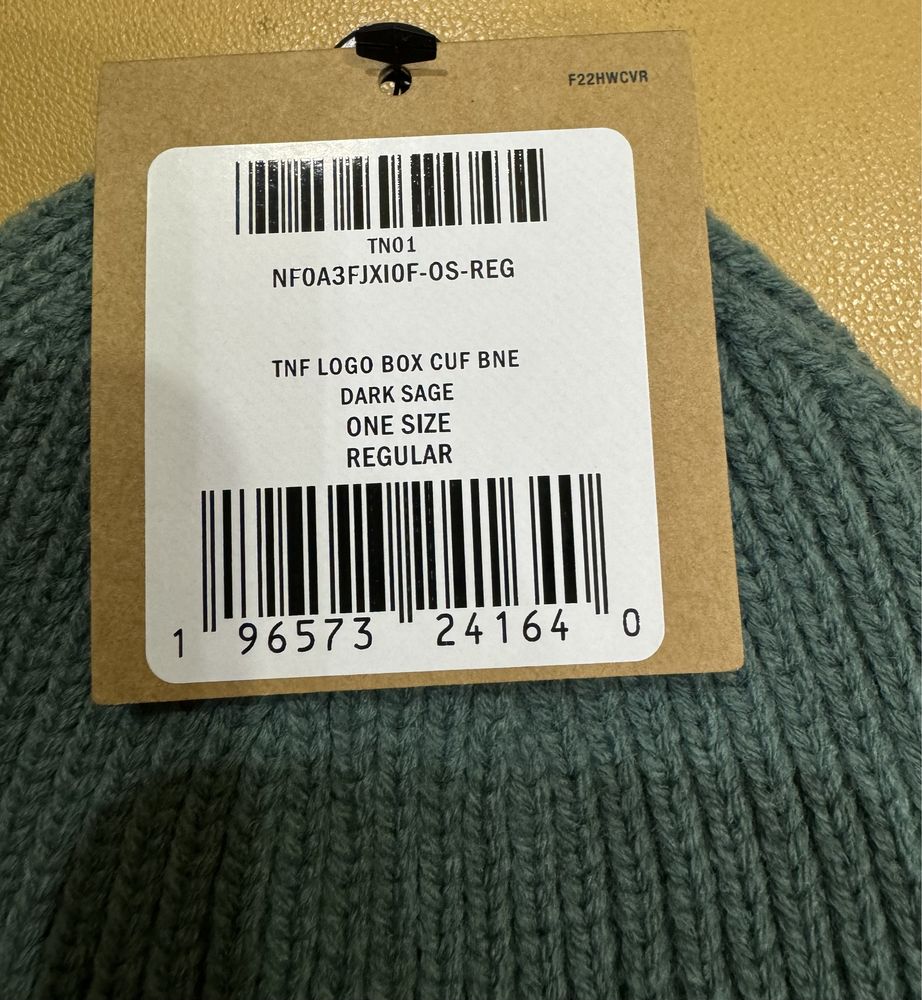 F22HWCVR
TN01
NF0A3FJXI0F-OS-REG
TNF LOGO BOX CUF BNE
DARK SAGE
ONE SIZE
REGULAR
1 96573 24164 0